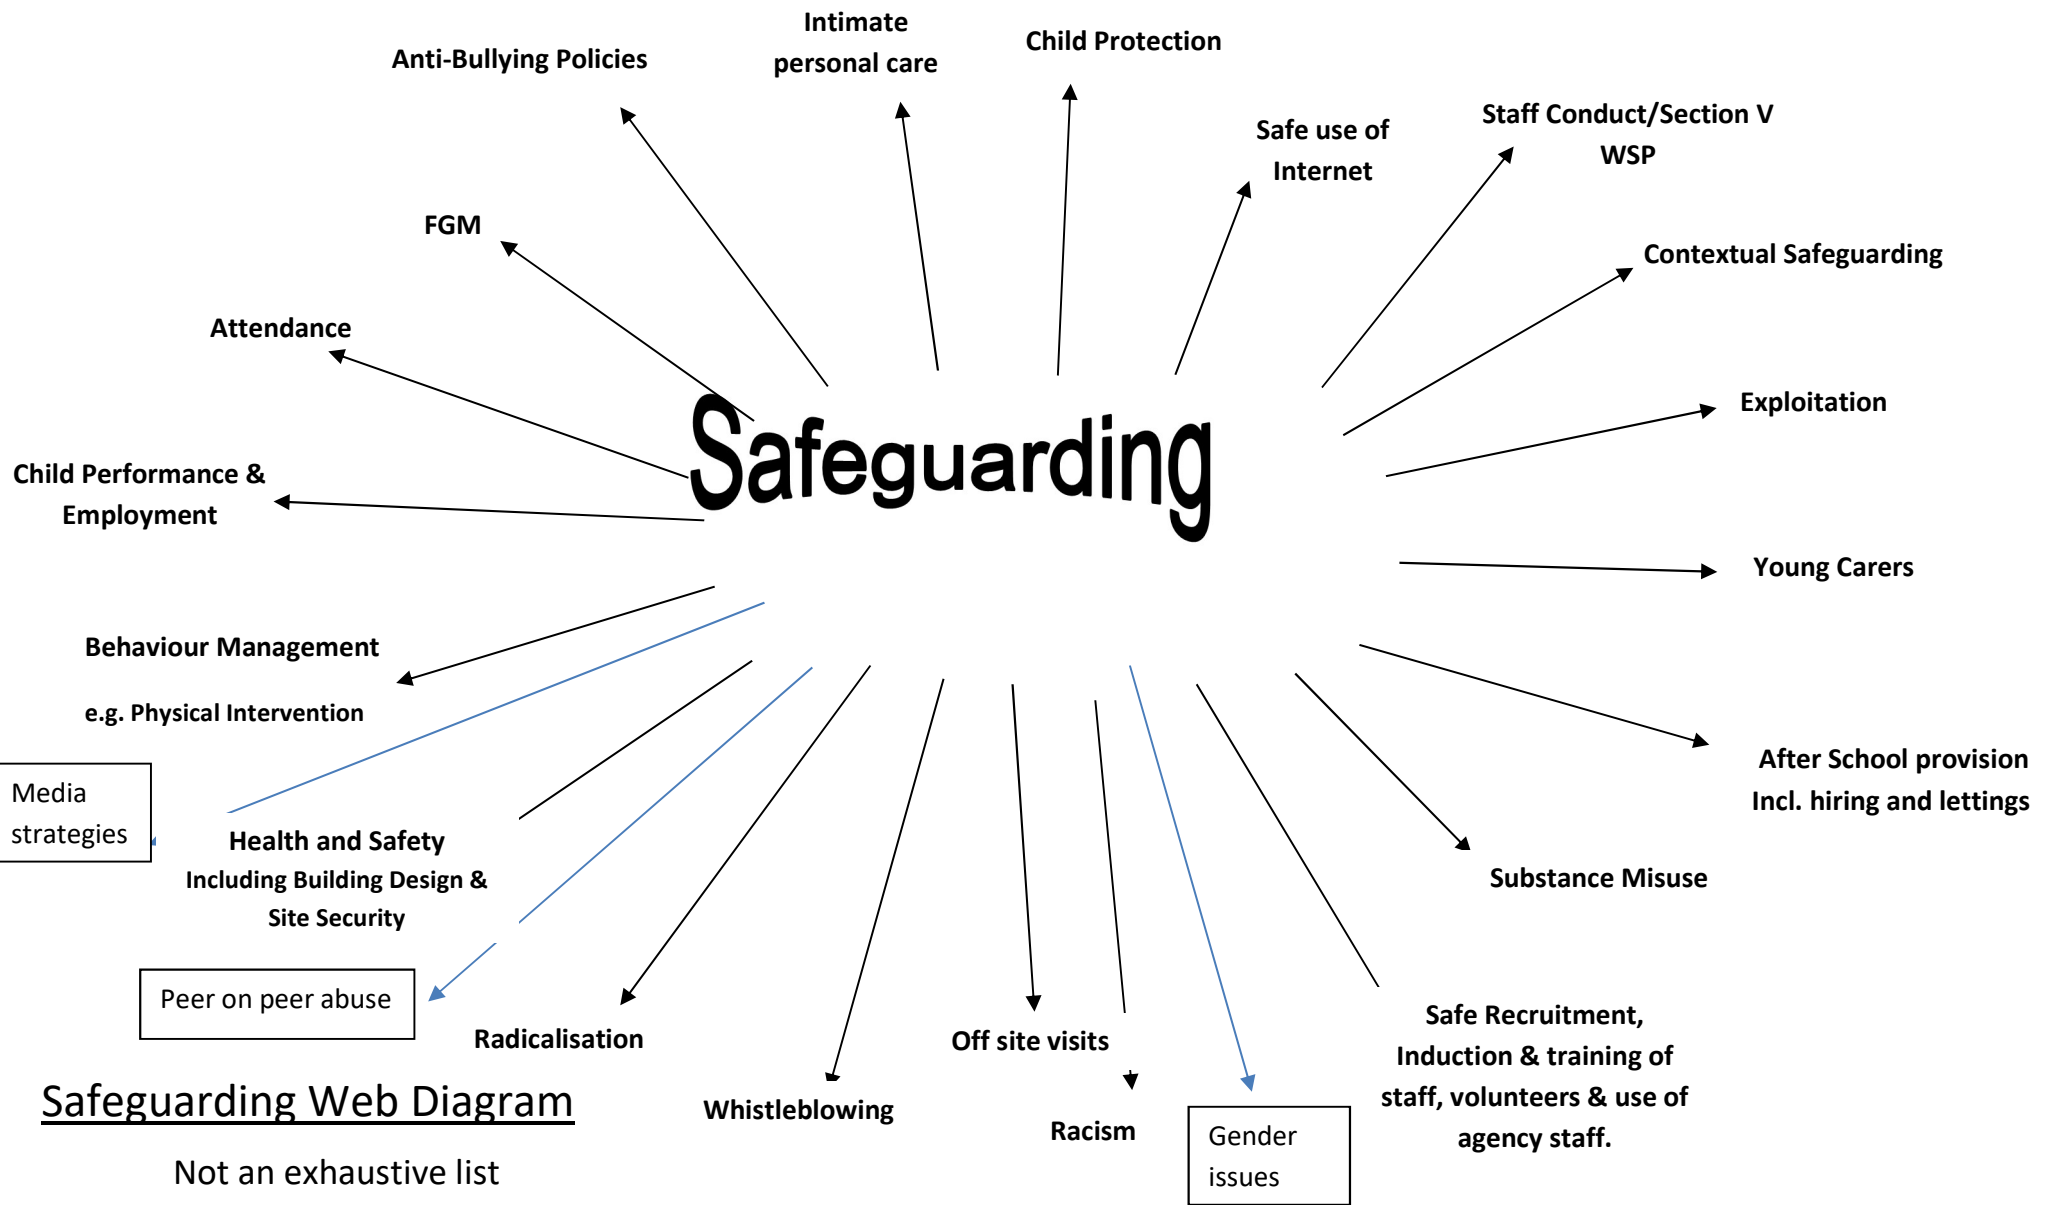 Intimate
personal care
Child Protection
Anti-Bullying Policies
Staff Conduct/Section V
WSP
Safe use of
Internet
FGM
Contextual Safeguarding
Attendance
Exploitation
Safeguarding
Child Performance &
Employment
Young Carers
Behaviour Management
e.g. Physical Intervention
After School provision
Incl. hiring and lettings
Media
strategies
Health and Safety
Including Building Design &
Site Security
Substance Misuse
Peer on peer abuse
Radicalisation
Off site visits
Safe Recruitment,
Induction & training of
staff, volunteers & use of
agency staff.
Whistleblowing
Racism
Gender
issues
Safeguarding Web Diagram
Not an exhaustive list